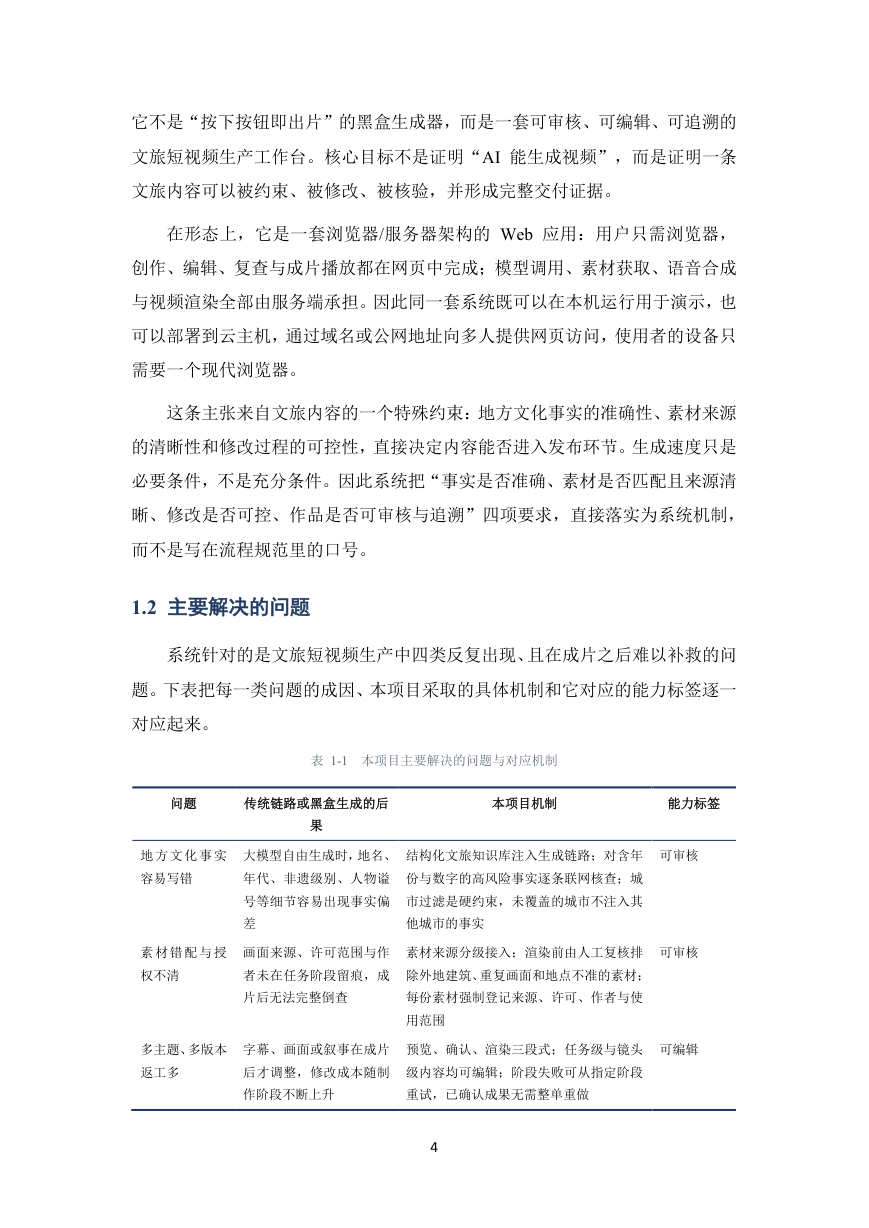 它不是“按下按钮即出片”的黑盒生成器，而是一套可审核、可编辑、可追溯的
文旅短视频生产工作台。核心目标不是证明“AI 能生成视频”，而是证明一条
文旅内容可以被约束、被修改、被核验，并形成完整交付证据。
在形态上，它是一套浏览器/服务器架构的 Web 应用：用户只需浏览器，
创作、编辑、复查与成片播放都在网页中完成；模型调用、素材获取、语音合成
与视频渲染全部由服务端承担。因此同一套系统既可以在本机运行用于演示，也
可以部署到云主机，通过域名或公网地址向多人提供网页访问，使用者的设备只
需要一个现代浏览器。
这条主张来自文旅内容的一个特殊约束：地方文化事实的准确性、素材来源
的清晰性和修改过程的可控性，直接决定内容能否进入发布环节。生成速度只是
必要条件，不是充分条件。因此系统把“事实是否准确、素材是否匹配且来源清
晰、修改是否可控、作品是否可审核与追溯”四项要求，直接落实为系统机制，
而不是写在流程规范里的口号。
1.2 主要解决的问题
系统针对的是文旅短视频生产中四类反复出现、且在成片之后难以补救的问
题。下表把每一类问题的成因、本项目采取的具体机制和它对应的能力标签逐一
对应起来。
表 1-1 本项目主要解决的问题与对应机制
问题
传统链路或黑盒生成的后
果
本项目机制
能力标签
地方文化事实
容易写错
大模型自由生成时，地名、
年代、非遗级别、人物谥
号等细节容易出现事实偏
差
结构化文旅知识库注入生成链路；对含年
份与数字的高风险事实逐条联网核查；城
市过滤是硬约束，未覆盖的城市不注入其
他城市的事实
可审核
素材错配与授
权不清
画面来源、许可范围与作
者未在任务阶段留痕，成
片后无法完整倒查
素材来源分级接入；渲染前由人工复核排
除外地建筑、重复画面和地点不准的素材；
每份素材强制登记来源、许可、作者与使
用范围
可审核
多主题、多版本
返工多
字幕、画面或叙事在成片
后才调整，修改成本随制
作阶段不断上升
预览、确认、渲染三段式；任务级与镜头
级内容均可编辑；阶段失败可从指定阶段
重试，已确认成果无需整单重做
可编辑
4